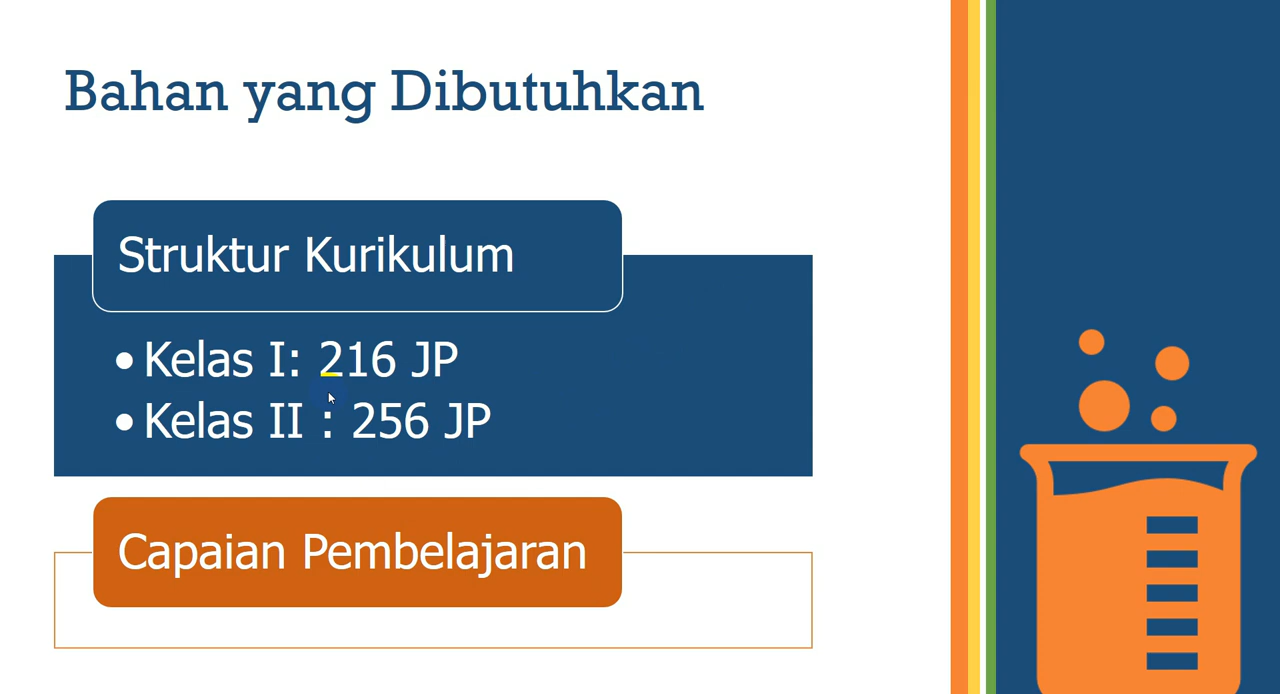 Bahan yang Dibutuhkan
Struktur Kurikulum
• Kelas I: 216 JP
• Kelas II : 256 JP
Capaian Pembelajaran